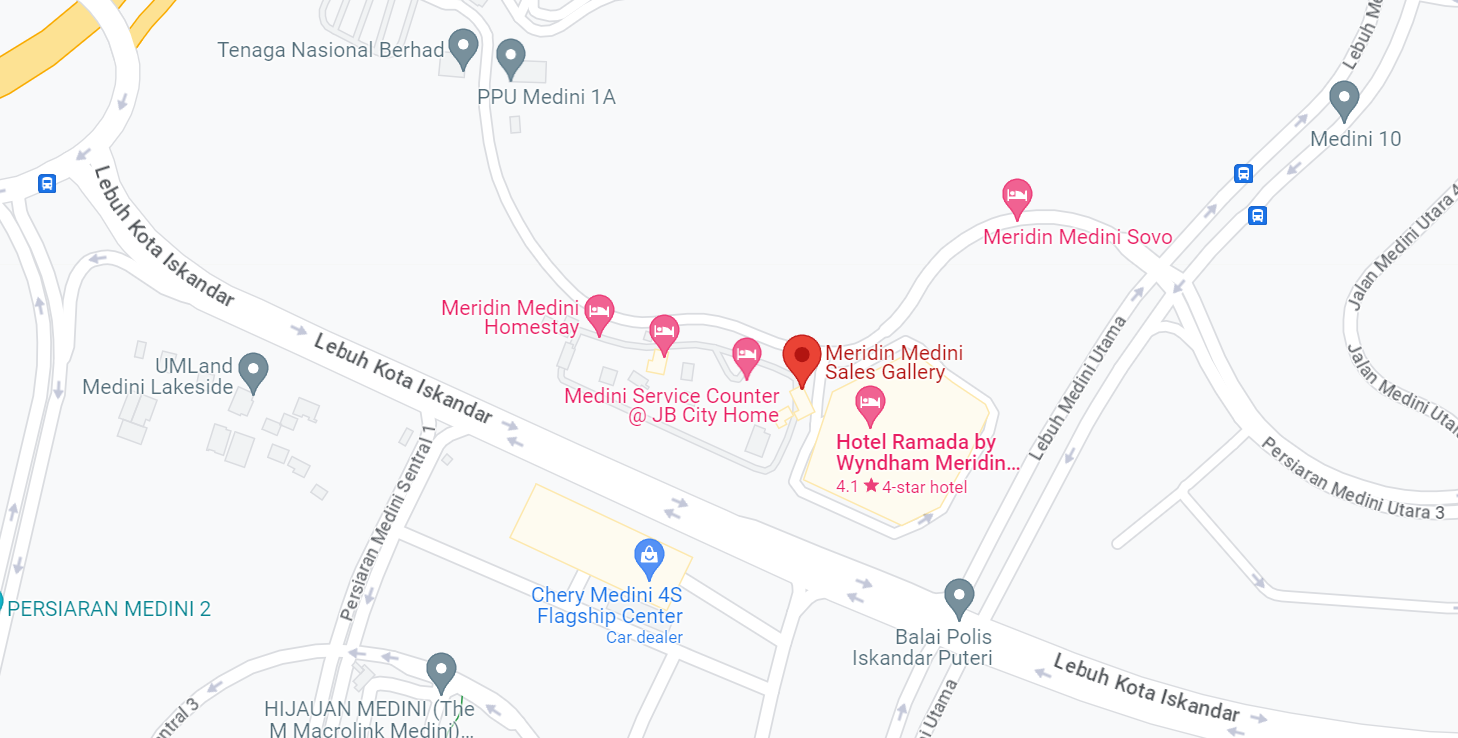 Tenaga Nasional Berhad
PPU Medini 1A
Lebuh Me
Medini 10
Lebuh Kota Iskandar
Meridin Medini Sovo
Jalan Medini Utara 4
Meridin Medini
Homestay
Lebuh Kota Iskandar
Meridin Medini
Sales Gallery
UMLand
Medini Lakeside
Medini Service Counter
@ JB City Home
Lebuh Medini Utama
Jalan Medini Uta
Hotel Ramada by
Wyndham Meridin...
4.1 ★ 4-star hotel
Persiaran Medini Sentral 1
Persiaran Medini Utara 3
Chery Medini 4S
Flagship Center
Car dealer
PERSIARAN MEDINI 2
Balai Polis
Iskandar Puteri
Lebuh Kota Iskandar
HIJAUAN MEDINI (The
M Macrolink Medini)...
entral 3
ni Utama